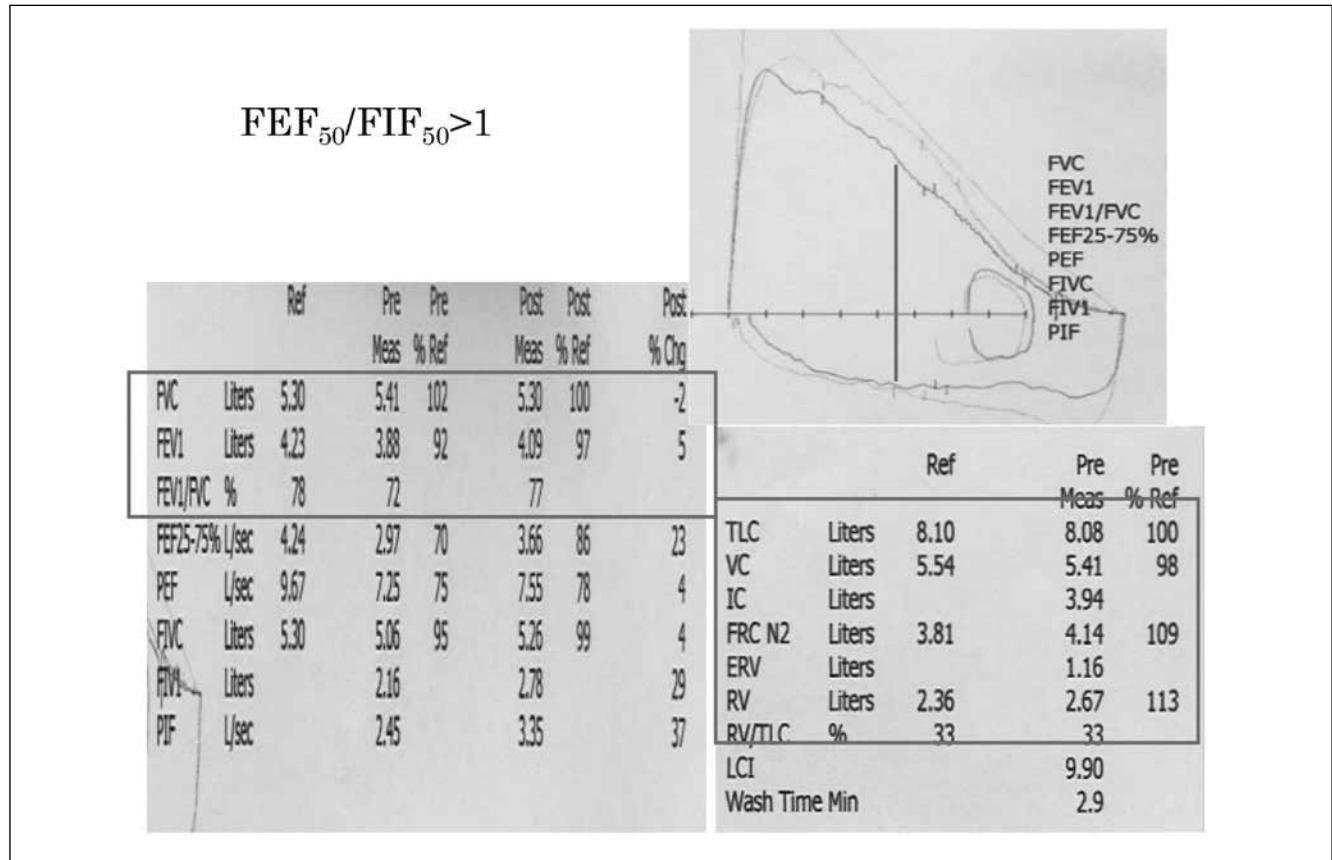 FEF50/FIF50>1
FVC
FEV1
FEV1/FVC
FEF25-75%
PEF
FIVC
FIV1
PIF
Ref Pre Pre Post Post Post
Meas % Ref Meas % Ref % Chg
FVC Liters 5.30 5.41 102 5.30 100 -2
FEV1 Liters 4.23 3.88 92 4.09 97 5
FEV1/FVC % 78 72 77
FEF25-75% L/sec 4.24 2.97 70 3.66 86 23
PEF L/sec 9.67 7.25 75 7.55 78 4
FIVC Liters 5.30 5.06 95 5.26 99 4
FIV1 Liters 2.16 2.78 29
PIF L/sec 2.45 3.35 37
Ref Pre Pre
Meas % Ref
TLC Liters 8.10 8.08 100
VC Liters 5.54 5.41 98
IC Liters 3.94
FRC N2 Liters 3.81 4.14 109
ERV Liters 1.16
RV Liters 2.36 2.67 113
RV/TLC % 33 33
LCI 9.90
Wash Time Min 2.9